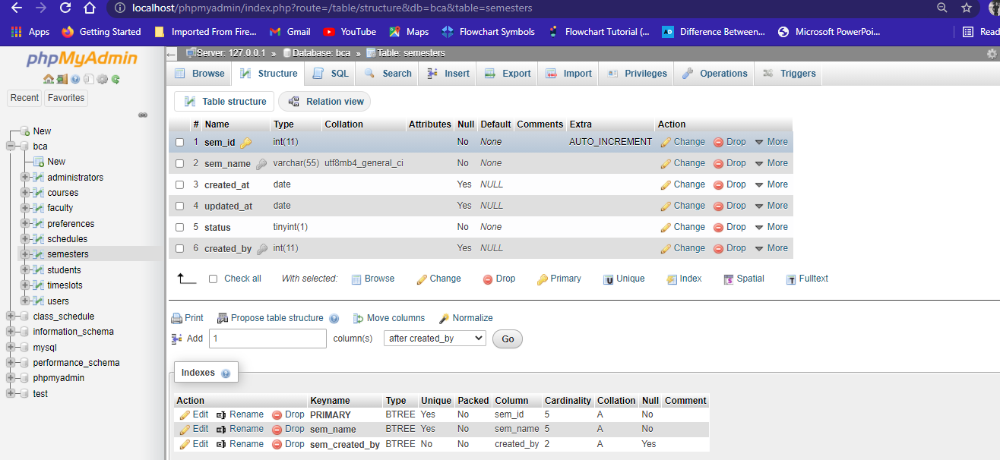 localhost/phpmyadmin/index.php?route=/table/structure&db=bca&table=semesters
Apps Getting Started Imported From Fire... Gmail YouTube Maps Flowchart Symbols Flowchart Tutorial (... Difference Between... Microsoft PowerPoi... Read
phpMyAdmin
Recent Favorites
New
bca
New
administrators
courses
faculty
preferences
schedules
semesters
students
timeslots
users
class_schedule
information_schema
mysql
performance_schema
phpmyadmin
test
Server: 127.0.0.1 » Database: bca » Table: semesters
Browse Structure SQL Search Insert Export Import Privileges Operations Triggers
Table structure Relation view
# Name Type Collation Attributes Null Default Comments Extra Action
1 sem_id int(11) No None AUTO_INCREMENT Change Drop More
2 sem_name varchar(55) utf8mb4_general_ci No None Change Drop More
3 created_at date Yes NULL Change Drop More
4 updated_at date Yes NULL Change Drop More
5 status tinyint(1) No None Change Drop More
6 created_by int(11) Yes NULL Change Drop More
Check all With selected: Browse Change Drop Primary Unique Index Spatial Fulltext
Print Propose table structure Move columns Normalize
Add 1 column(s) after created_by Go
Indexes
Action Keyname Type Unique Packed Column Cardinality Collation Null Comment
Edit Rename Drop PRIMARY BTREE Yes No sem_id 5 A No
Edit Rename Drop sem_name BTREE Yes No sem_name 5 A No
Edit Rename Drop sem_created_by BTREE No No created_by 2 A Yes